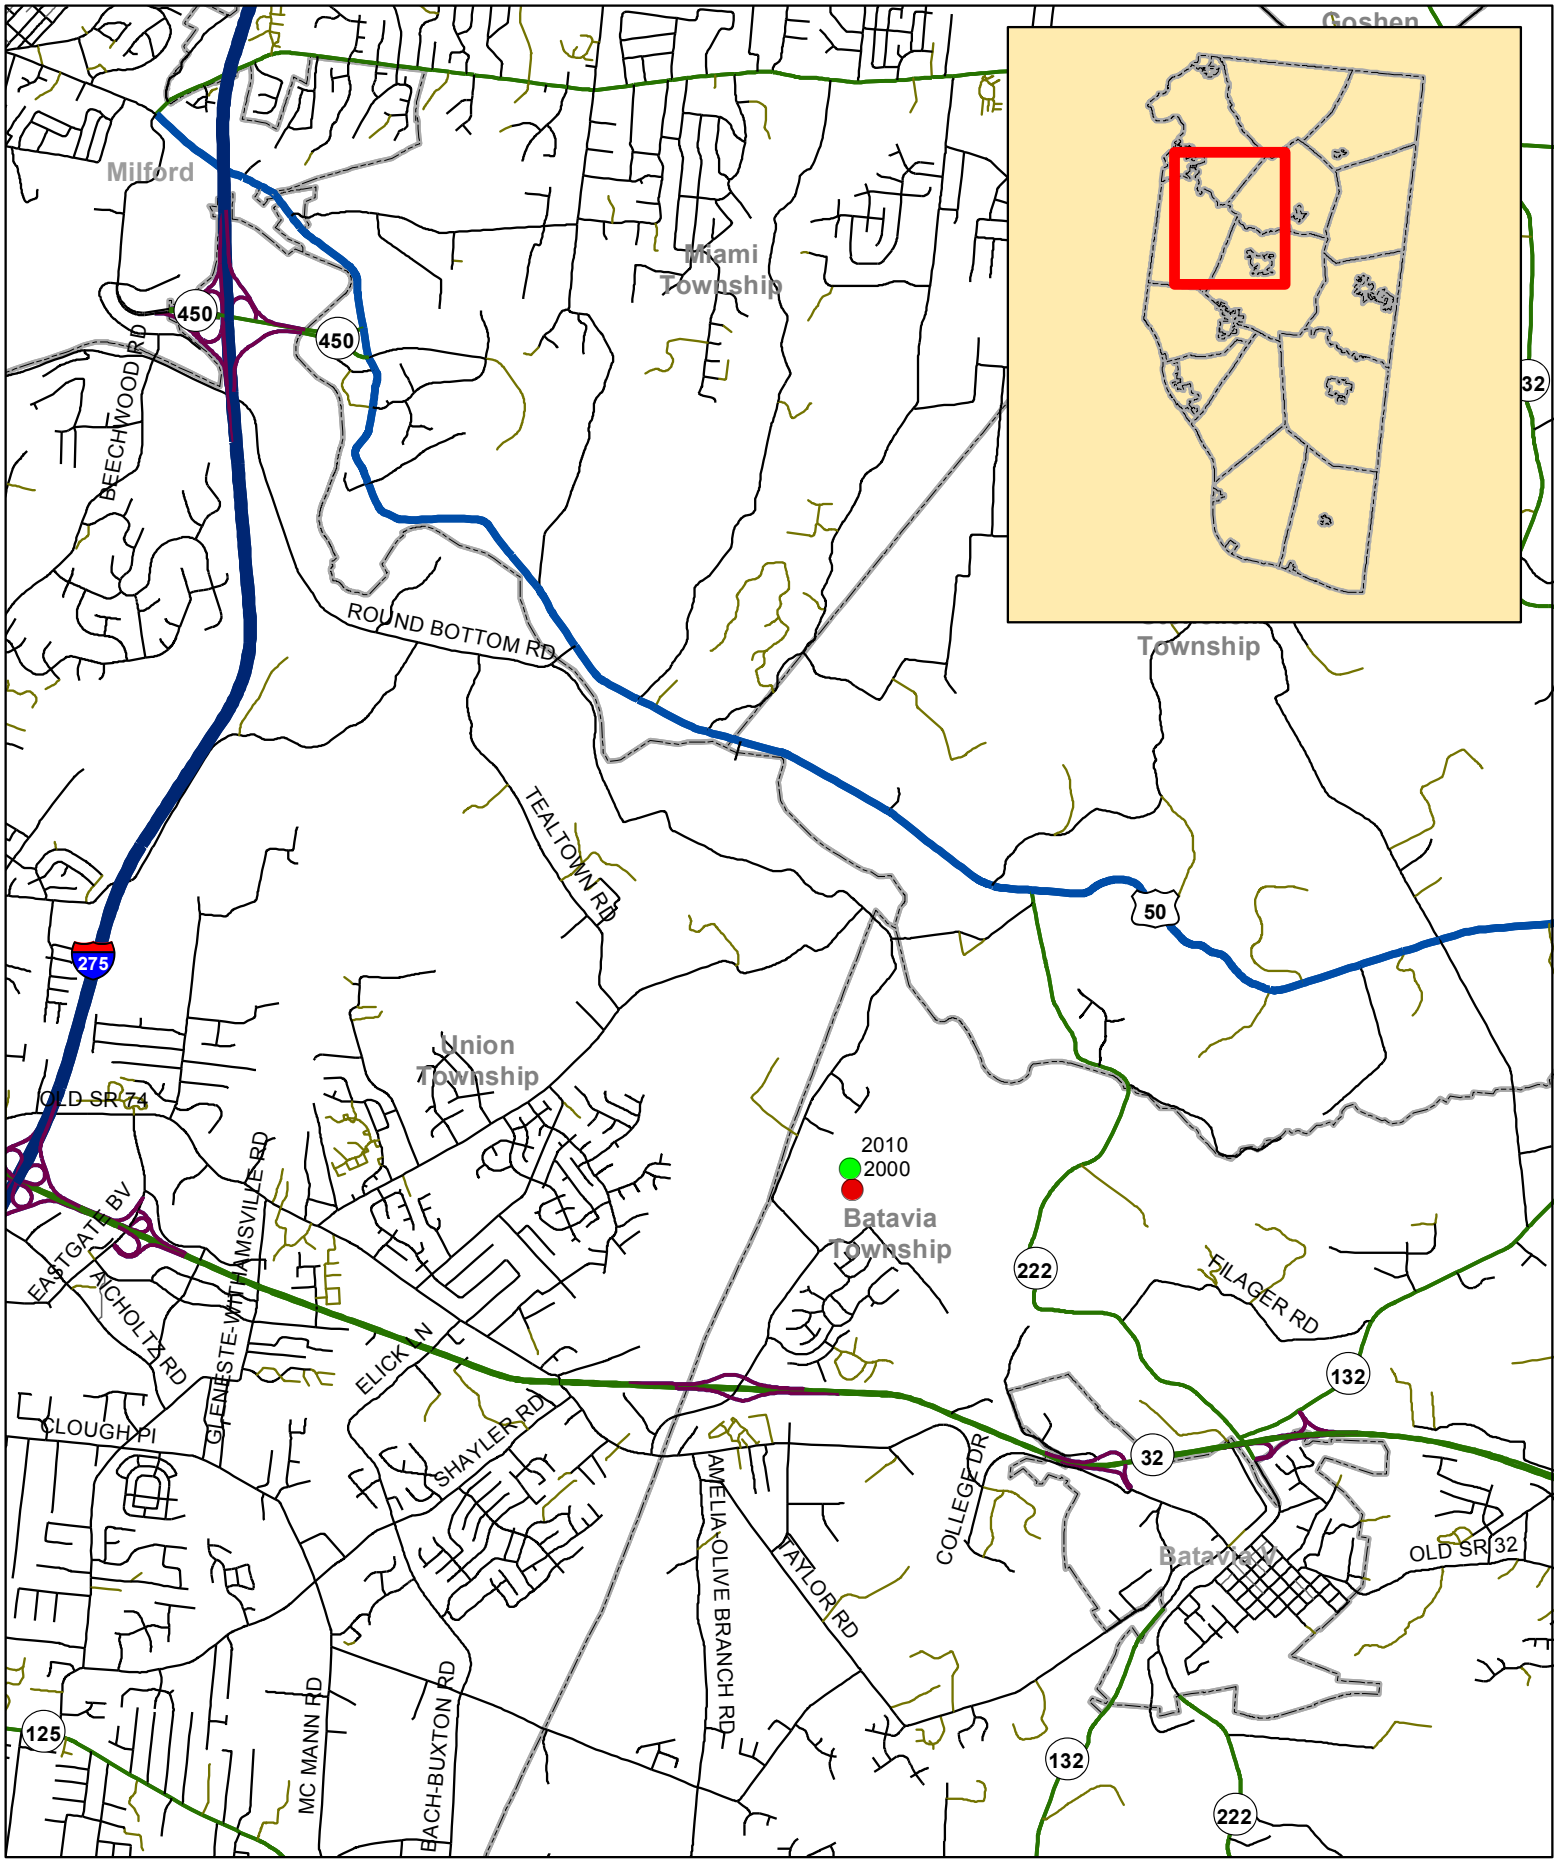 Goshen
Milford
Miami
Township
450
450
BEECHWOOD RD
32
ROUND BOTTOM RD
Township
TEALTOWN RD
50
275
Union
Township
OLD SR 74
2010
2000
Batavia
Township
EASTGATE BV
GLENESTE-WITHAMSVILLE RD
222
FILAGER RD
AICHOLTZ RD
ELICK LN
132
CLOUGH PI
SHAYLER RD
32
COLLEGE DR
AMELIA-OLIVE BRANCH RD
TAYLOR RD
Batavia V
OLD SR 32
MC MANN RD
BACH-BUXTON RD
125
132
222